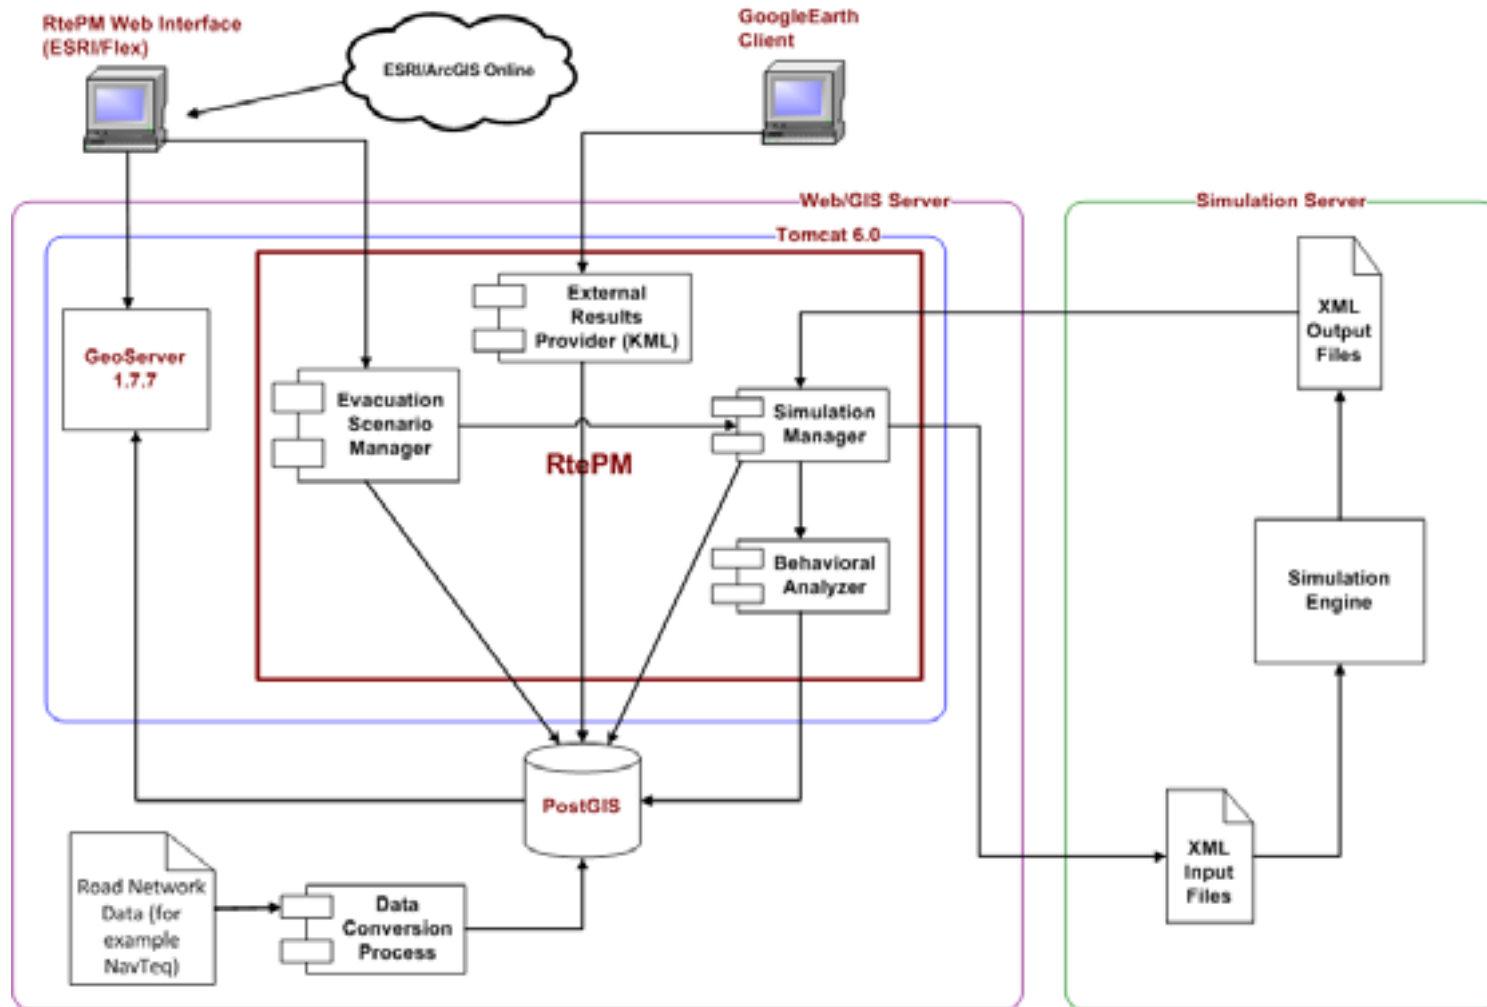 RtePM Web Interface
(ESRI/Flex)
ESRI/ArcGIS Online
GoogleEarth
Client
Web/GIS Server
Simulation Server
Tomcat 6.0
External
Results
Provider (KML)
XML
Output
Files
GeoServer
1.7.7
Evacuation
Scenario
Manager
Simulation
Manager
RtePM
Behavioral
Analyzer
Simulation
Engine
PostGIS
XML
Input
Files
Road Network
Data (for
example
NavTeq)
Data
Conversion
Process